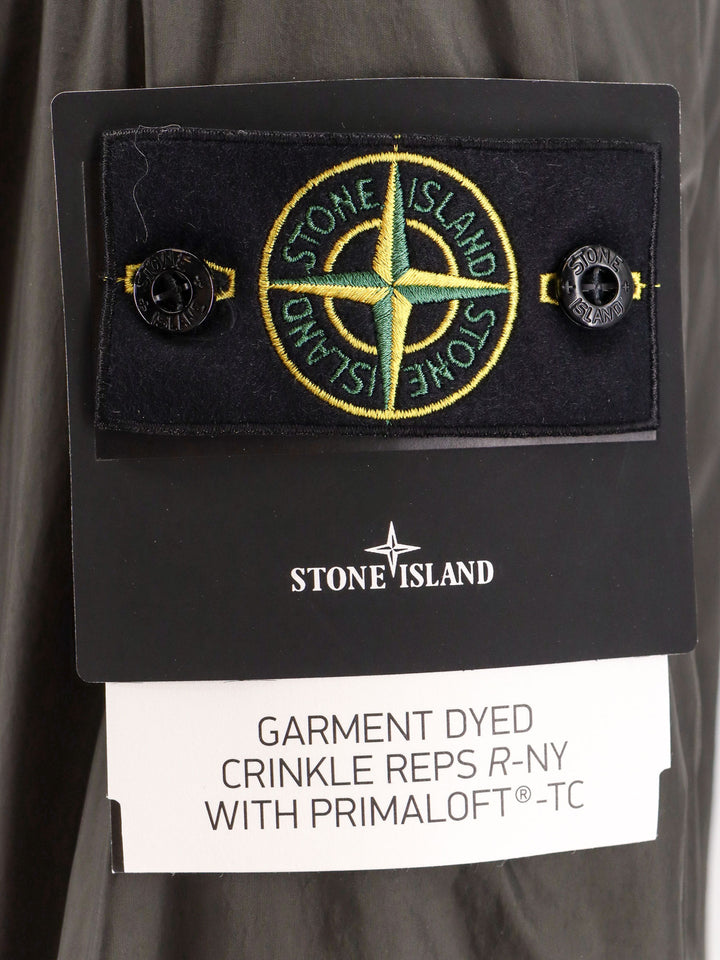 STONE ISLAND
STONE ISLAND
STONE
ISLAND
STONE
ISLAND
STONE ISLAND
GARMENT DYED
CRINKLE REPS R-NY
WITH PRIMALOFT®-TC